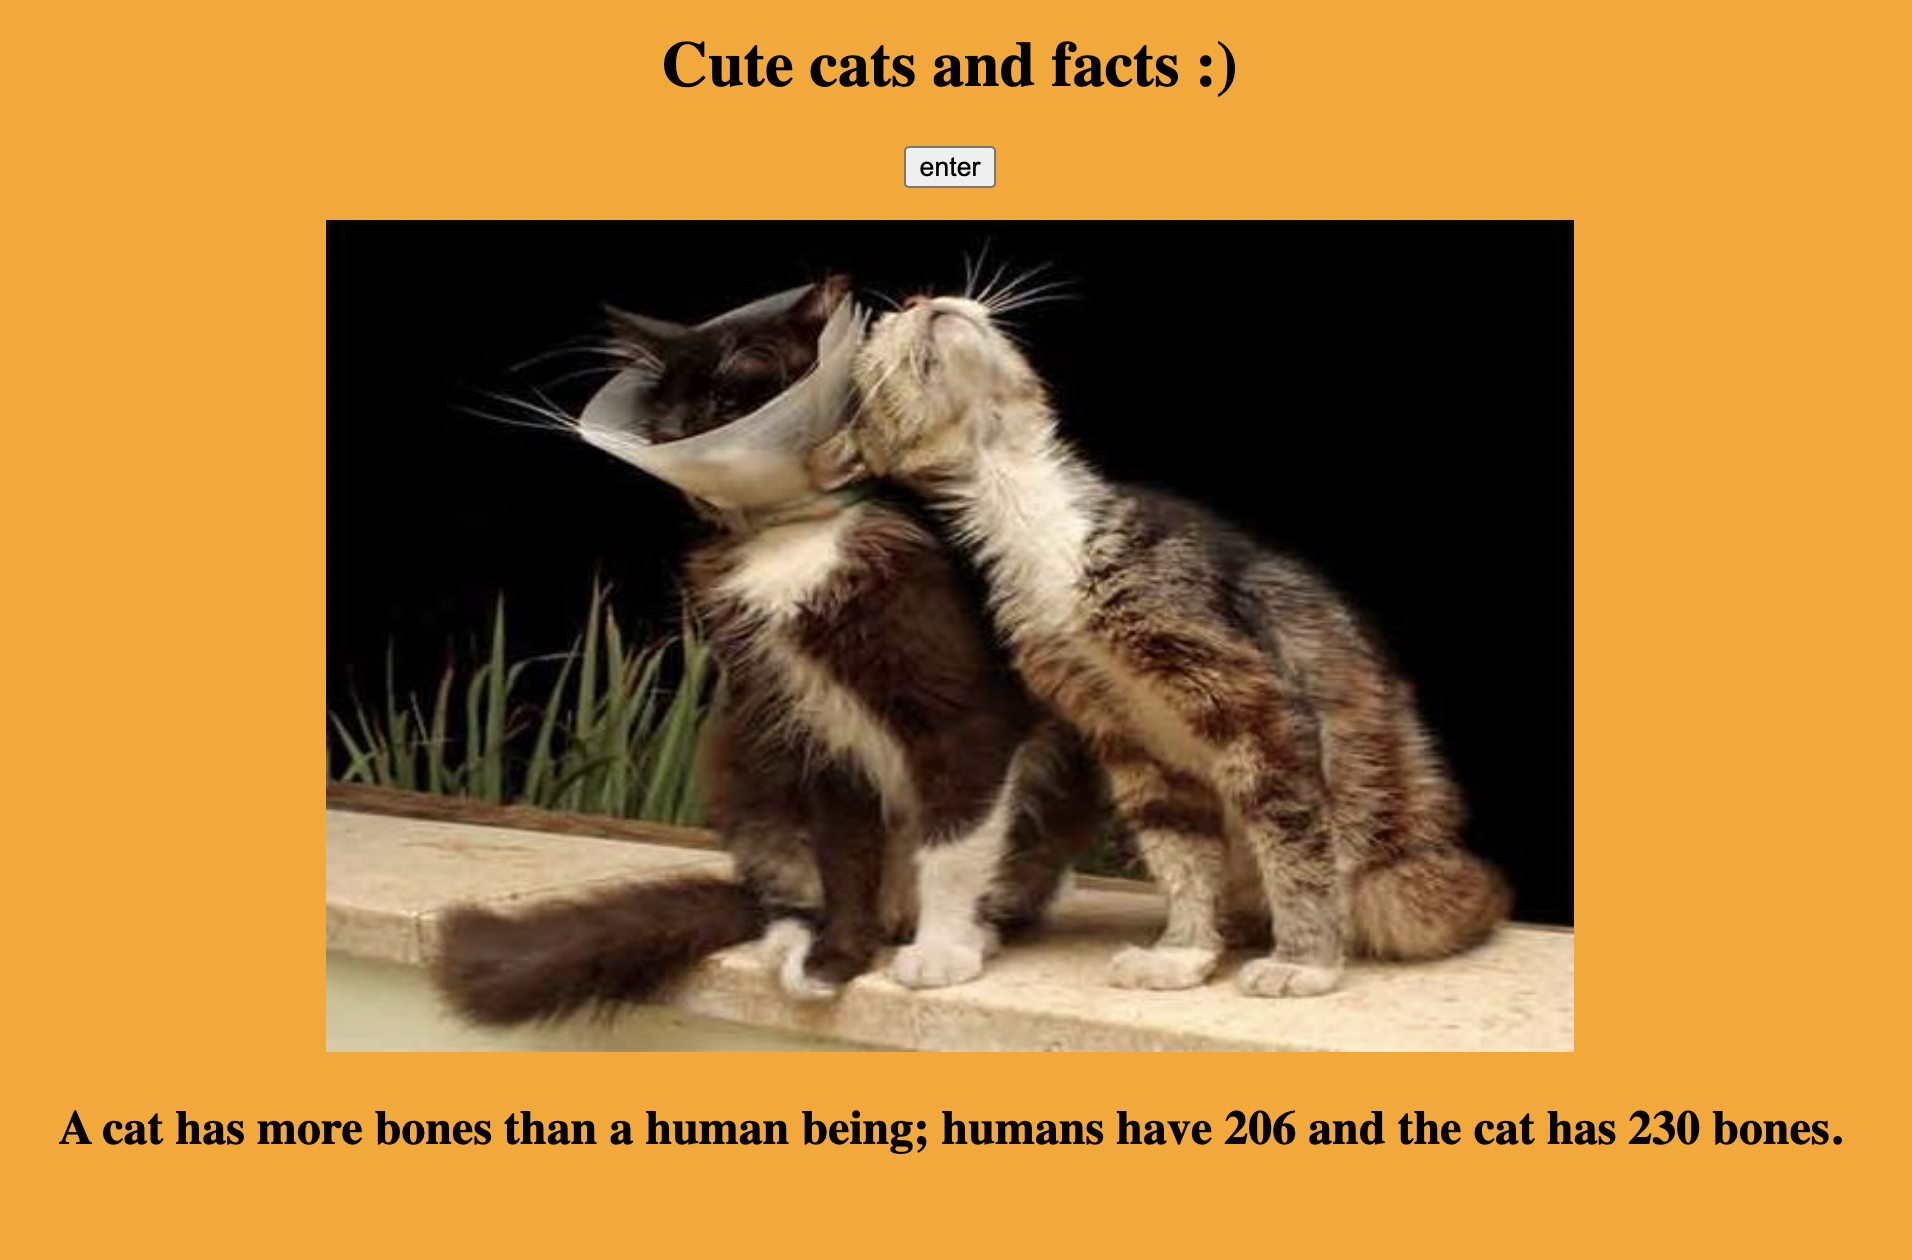 Cute cats and facts :)
enter
A cat has more bones than a human being; humans have 206 and the cat has 230 bones.